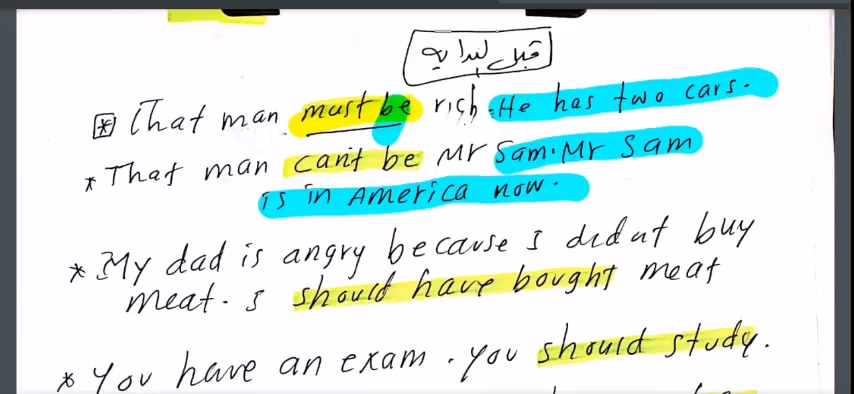 قبل البدايه
* That man must be rich. He has two cars.
* That man can't be Mr Sam. Mr Sam
is in America now.
* My dad is angry because I didnt buy
meat. I should have bought meat
* You have an exam. you should study.